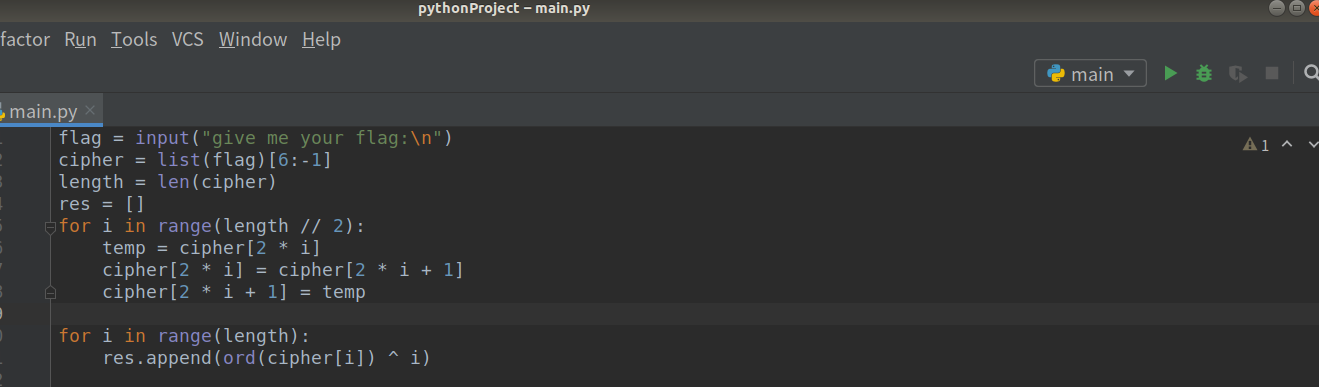 pythonProject – main.py
factor Run Tools VCS Window Help
main
main.py
1
flag = input("give me your flag:\n")
cipher = list(flag)[6:-1]
length = len(cipher)
res = []
for i in range(length // 2):
    temp = cipher[2 * i]
    cipher[2 * i] = cipher[2 * i + 1]
    cipher[2 * i + 1] = temp
for i in range(length):
    res.append(ord(cipher[i]) ^ i)